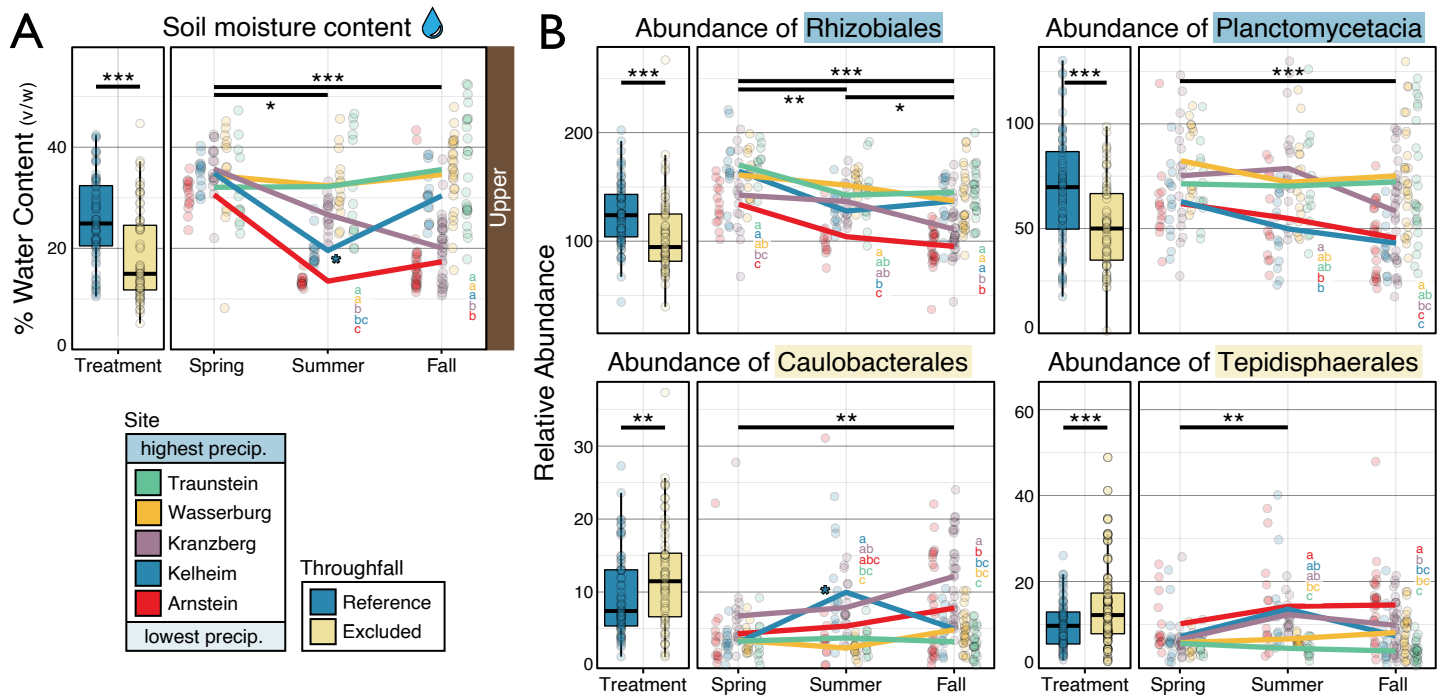 A
Soil moisture content
% Water Content (v/w)
40
20
0
***
***
*
*
a
a
b
bc
c
a
a
b
b
b
Upper
Treatment
Spring
Summer
Fall
Site
highest precip.
Traunstein
Wasserburg
Kranzberg
Kelheim
Arnstein
lowest precip.
Throughfall
Reference
Excluded
B
Relative Abundance
Abundance of Rhizobiales
200
100
***
***
**
*
a
a
ab
bc
c
a
ab
ab
b
c
a
a
a
b
b
Abundance of Planctomycetacia
100
50
0
***
***
a
ab
ab
b
b
a
ab
bc
c
c
Abundance of Caulobacterales
30
20
10
0
**
**
*
a
ab
abc
bc
c
a
ab
bc
bc
c
Treatment
Spring
Summer
Fall
Abundance of Tepidisphaerales
60
40
20
10
0
***
**
a
ab
ab
bc
c
a
b
bc
bc
c
Treatment
Spring
Summer
Fall